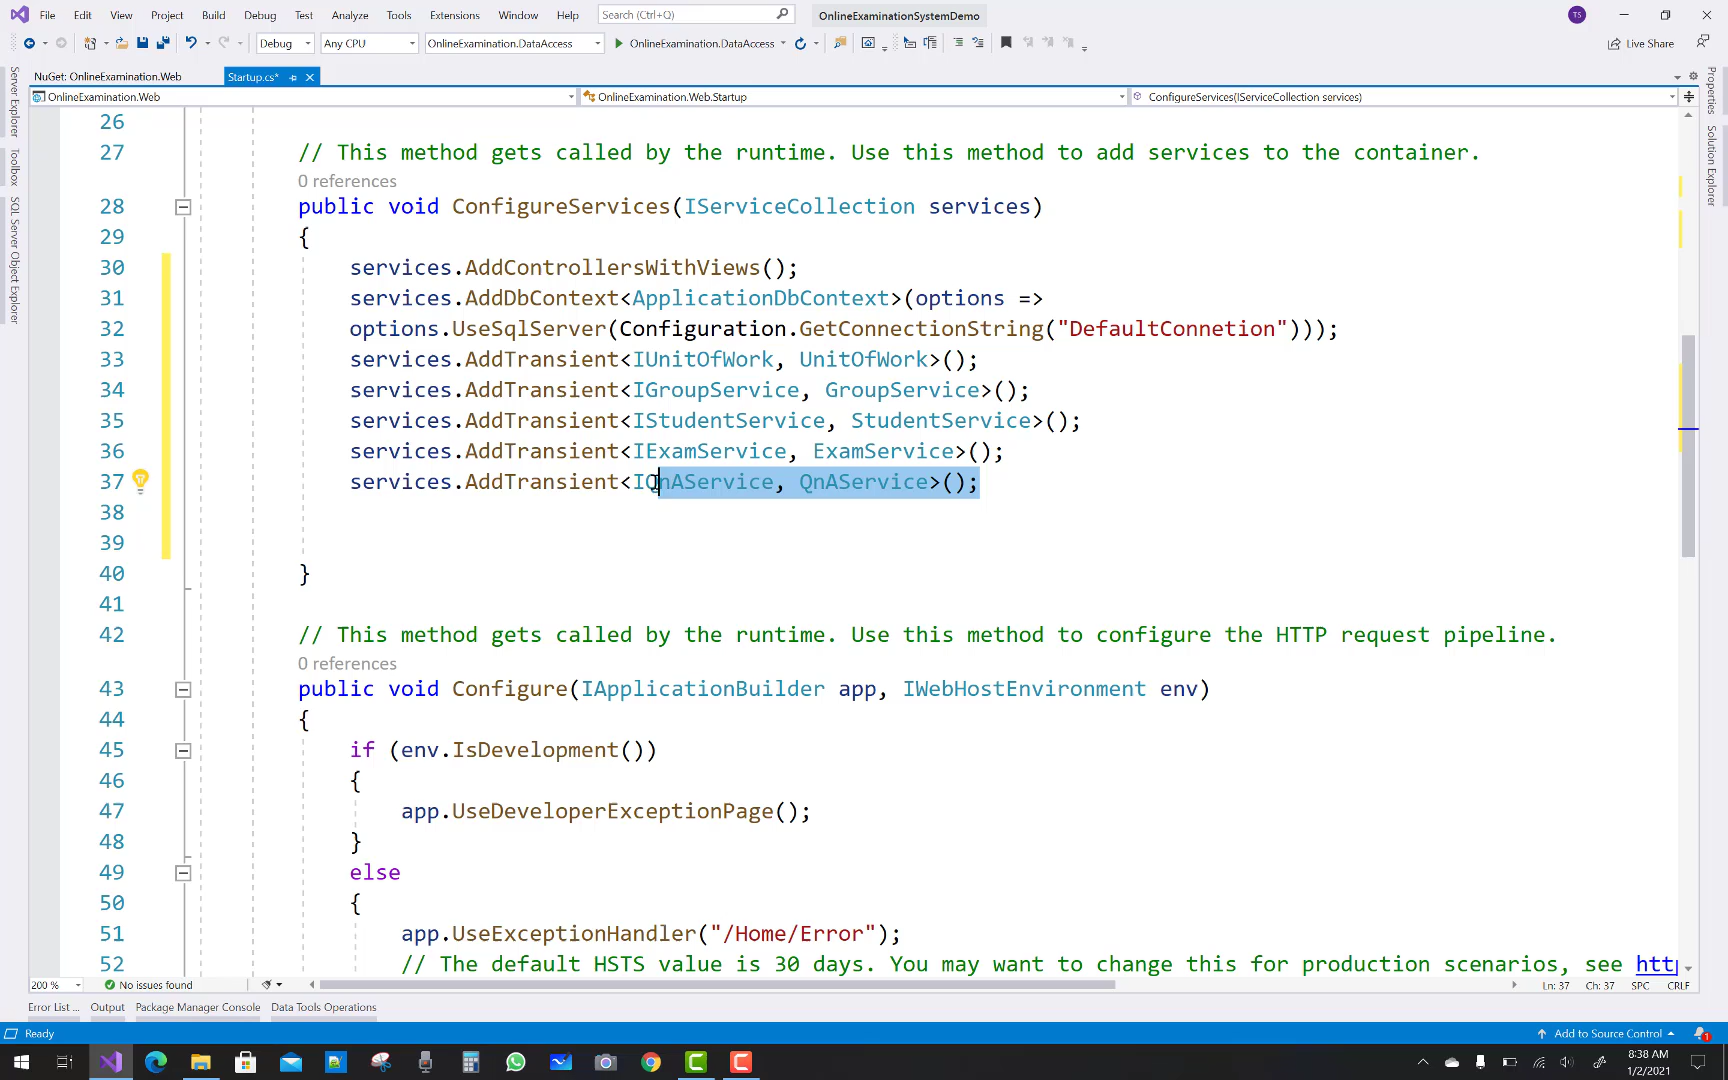 File Edit View Project Build Debug Test Analyze Tools Extensions Window Help Search (Ctrl+Q) OnlineExaminationSystemDemo TS
Debug Any CPU OnlineExamination.DataAccess OnlineExamination.DataAccess Live Share
NuGet: OnlineExamination.Web Startup.cs*
OnlineExamination.Web OnlineExamination.Web.Startup ConfigureServices(IServiceCollection services)
Server Explorer
Toolbox
SQL Server Object Explorer
Properties
Solution Explorer
26
27 // This method gets called by the runtime. Use this method to add services to the container.
0 references
28 public void ConfigureServices(IServiceCollection services)
29 {
30 services.AddControllersWithViews();
31 services.AddDbContext<ApplicationDbContext>(options =>
32 options.UseSqlServer(Configuration.GetConnectionString("DefaultConnetion")));
33 services.AddTransient<IUnitOfWork, UnitOfWork>();
34 services.AddTransient<IGroupService, GroupService>();
35 services.AddTransient<IStudentService, StudentService>();
36 services.AddTransient<IExamService, ExamService>();
37 services.AddTransient<IQnAService, QnAService>();
38
39
40 }
41
42 // This method gets called by the runtime. Use this method to configure the HTTP request pipeline.
0 references
43 public void Configure(IApplicationBuilder app, IWebHostEnvironment env)
44 {
45 if (env.IsDevelopment())
46 {
47 app.UseDeveloperExceptionPage();
48 }
49 else
50 {
51 app.UseExceptionHandler("/Home/Error");
52 // The default HSTS value is 30 days. You may want to change this for production scenarios, see http
200 % No issues found Ln: 37 Ch: 37 SPC CRLF
Error List ... Output Package Manager Console Data Tools Operations
Ready Add to Source Control 1
8:38 AM
1/2/2021